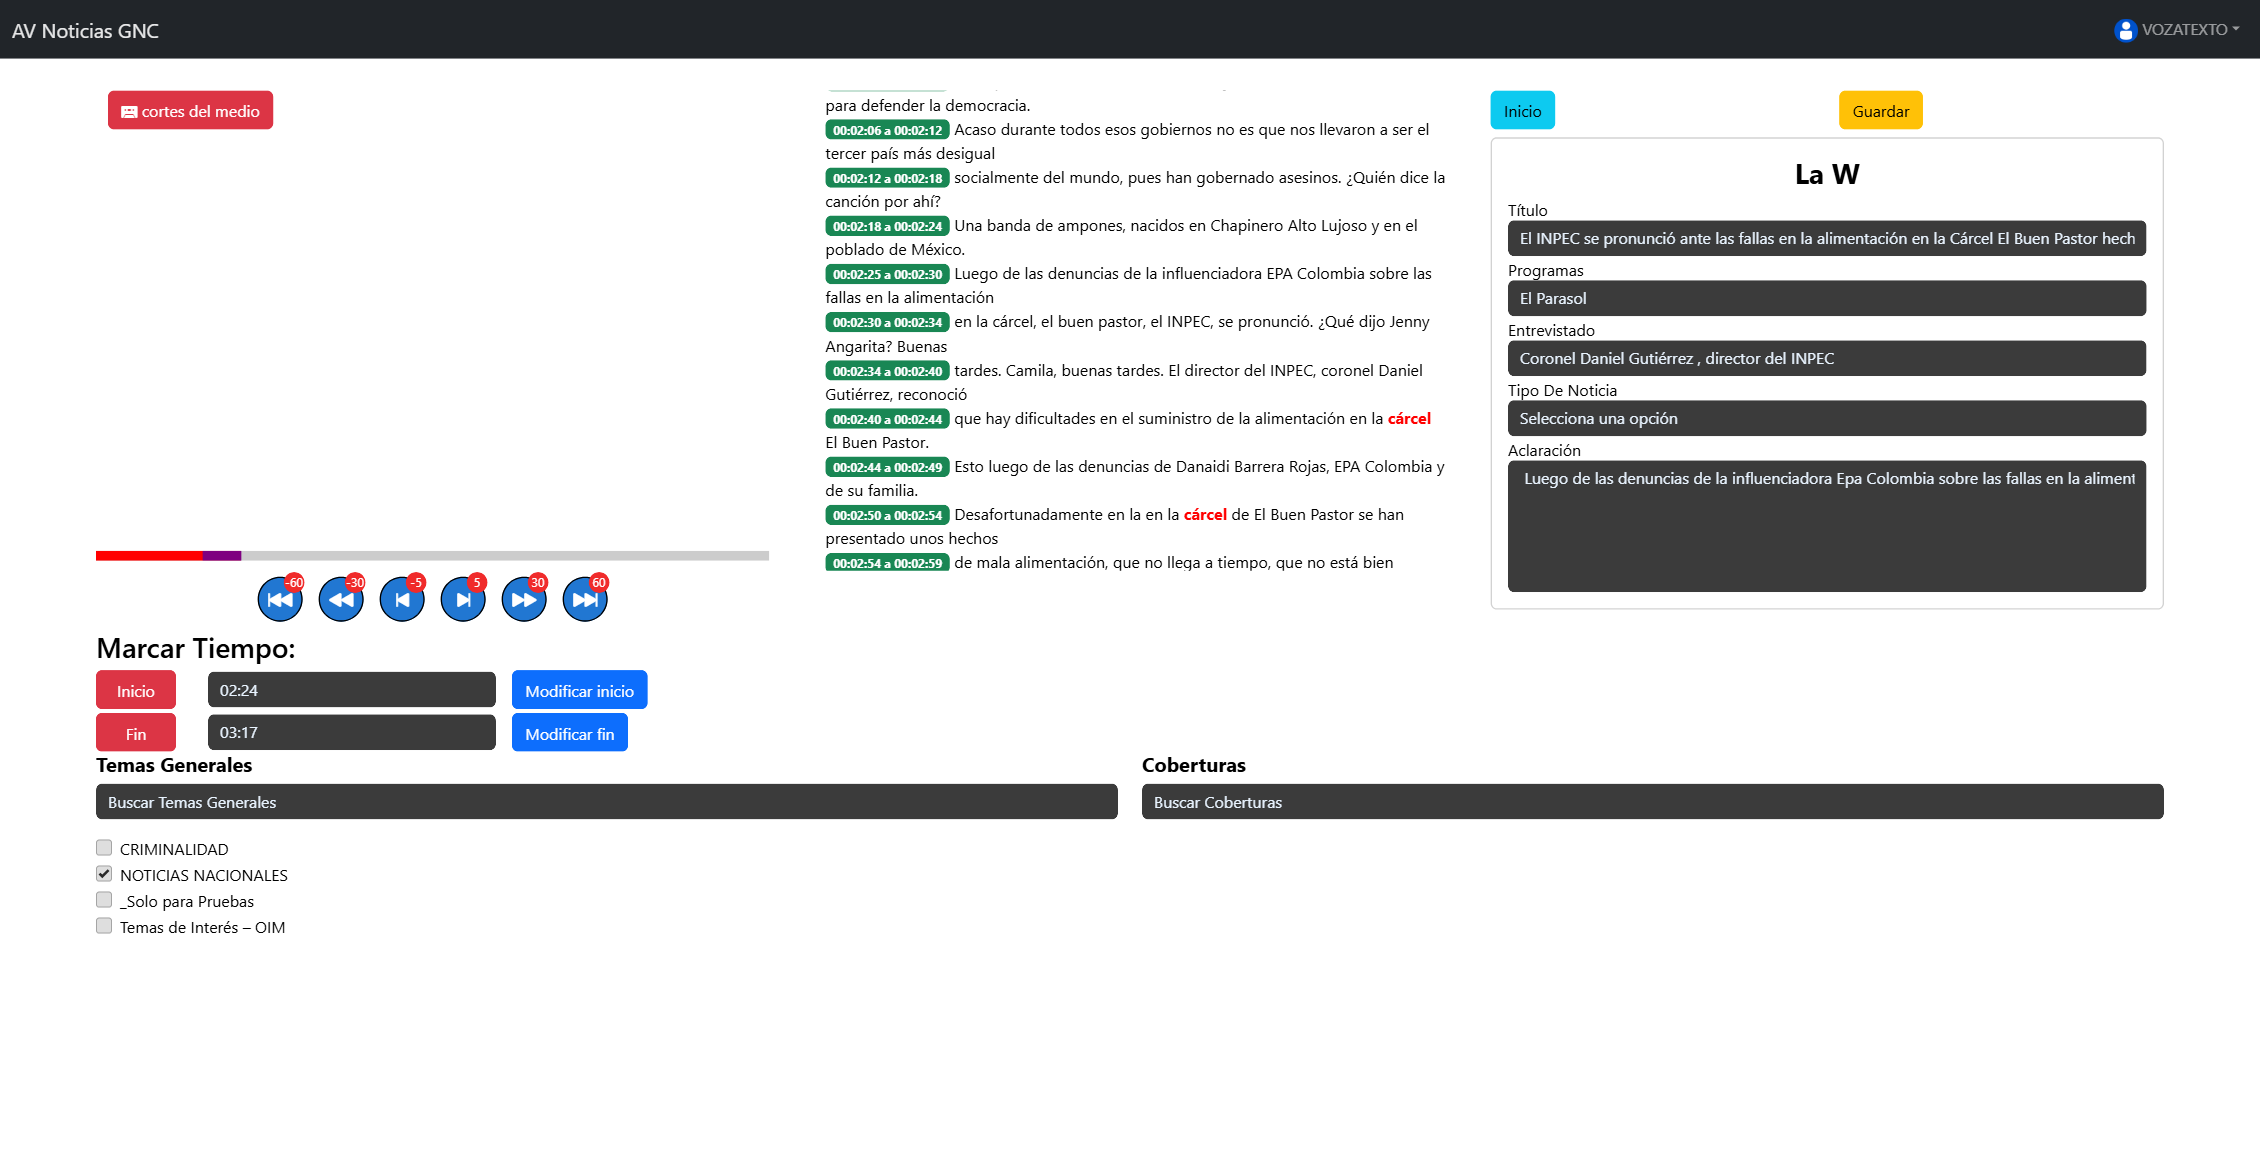 AV Noticias GNC
VOZATEXTO
cortes del medio
-60
-30
-5
5
30
60
Marcar Tiempo:
Inicio
02:24
Modificar inicio
Fin
03:17
Modificar fin
para defender la democracia.
00:02:06 a 00:02:12 Acaso durante todos esos gobiernos no es que nos llevaron a ser el
tercer país más desigual
00:02:12 a 00:02:18 socialmente del mundo, pues han gobernado asesinos. ¿Quién dice la
canción por ahí?
00:02:18 a 00:02:24 Una banda de ampones, nacidos en Chapinero Alto Lujoso y en el
poblado de México.
00:02:25 a 00:02:30 Luego de las denuncias de la influenciadora EPA Colombia sobre las
fallas en la alimentación
00:02:30 a 00:02:34 en la cárcel, el buen pastor, el INPEC, se pronunció. ¿Qué dijo Jenny
Angarita? Buenas
00:02:34 a 00:02:40 tardes. Camila, buenas tardes. El director del INPEC, coronel Daniel
Gutiérrez, reconoció
00:02:40 a 00:02:44 que hay dificultades en el suministro de la alimentación en la cárcel
El Buen Pastor.
00:02:44 a 00:02:49 Esto luego de las denuncias de Danaidi Barrera Rojas, EPA Colombia y
de su familia.
00:02:50 a 00:02:54 Desafortunadamente en la en la cárcel de El Buen Pastor se han
presentado unos hechos
00:02:54 a 00:02:59 de mala alimentación, que no llega a tiempo, que no está bien
Inicio
Guardar
La W
Título
El INPEC se pronunció ante las fallas en la alimentación en la Cárcel El Buen Pastor hech
Programas
El Parasol
Entrevistado
Coronel Daniel Gutiérrez , director del INPEC
Tipo De Noticia
Selecciona una opción
Aclaración
Luego de las denuncias de la influenciadora Epa Colombia sobre las fallas en la aliment
Temas Generales
Buscar Temas Generales
CRIMINALIDAD
NOTICIAS NACIONALES
_Solo para Pruebas
Temas de Interés – OIM
Coberturas
Buscar Coberturas